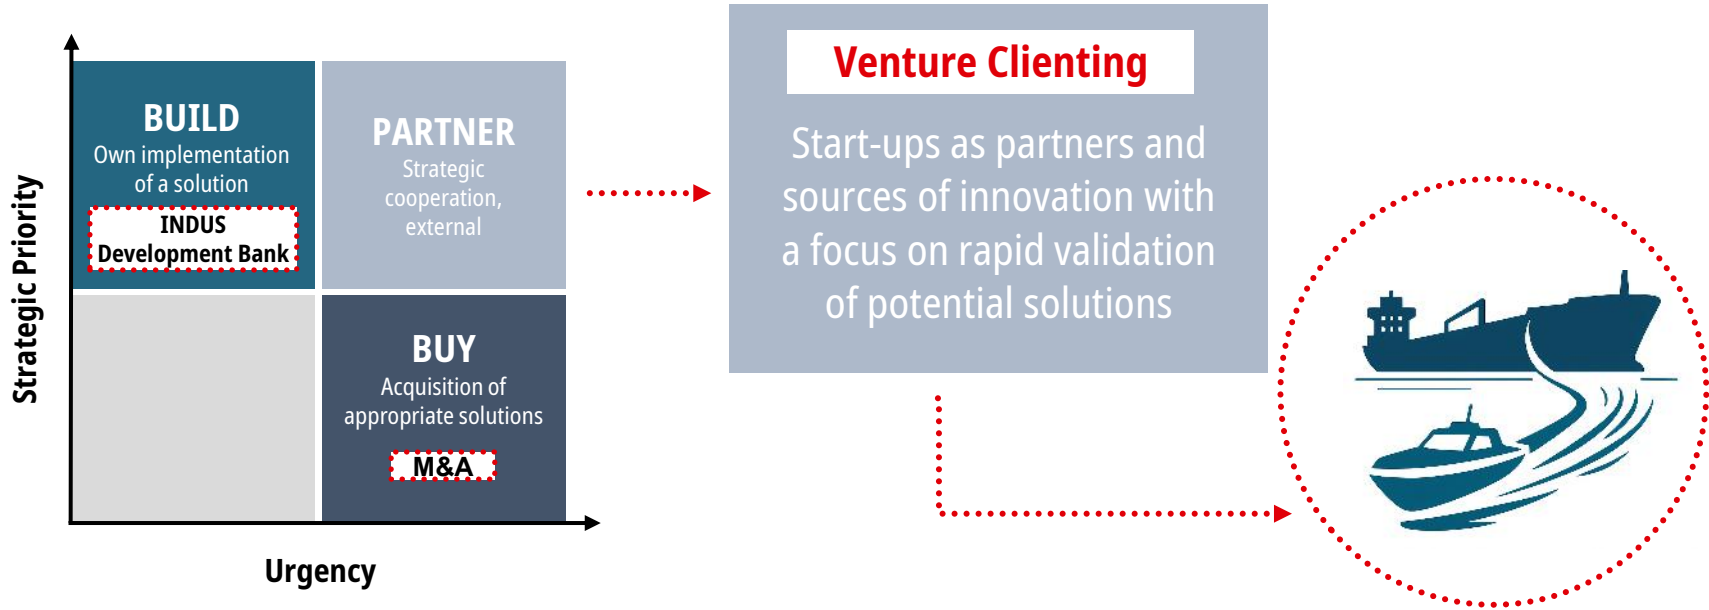 Strategic Priority
BUILD
Own implementation
of a solution
INDUS
Development Bank
PARTNER
Strategic
cooperation,
external
BUY
Acquisition of
appropriate solutions
M&A
Urgency
Venture Clienting
Start-ups as partners and
sources of innovation with
a focus on rapid validation
of potential solutions